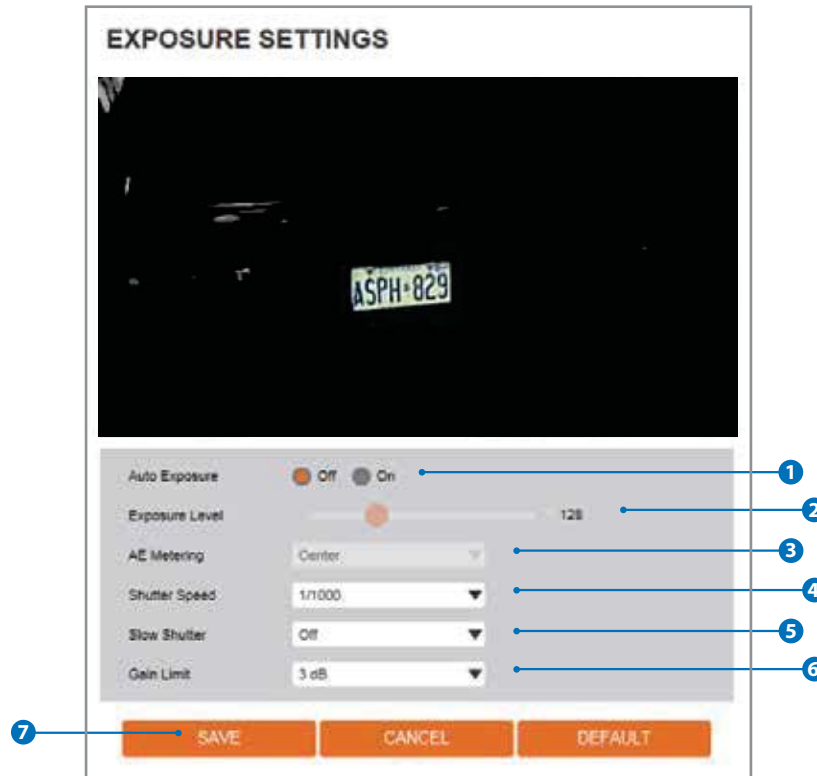 EXPOSURE SETTINGS
ASPH 829
Auto Exposure Off On 1
Exposure Level 128 2
AE Metering Center 3
Shutter Speed 1/1000 4
Slow Shutter Off 5
Gain Limit 3 dB 6
7 SAVE CANCEL DEFAULT